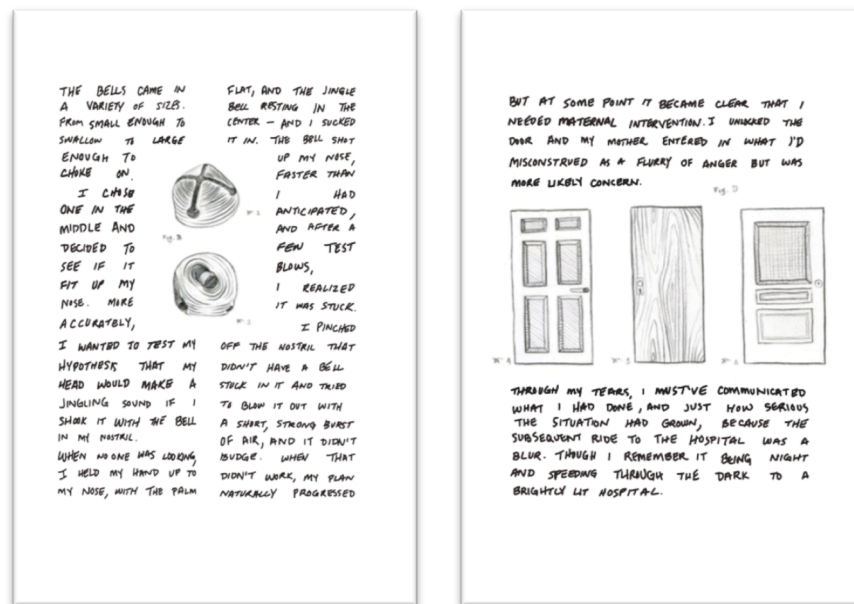 THE BELLS CAME IN
A VARIETY OF SIZES.
FROM SMALL ENOUGH TO
SWALLOW TO LARGE
ENOUGH TO
CHOKE ON.
I CHOSE
ONE IN THE
MIDDLE AND
DECIDED TO
SEE IF IT
FIT UP MY
NOSE. MORE
ACCURATELY,
I WANTED TO TEST MY
HYPOTHESIS THAT MY
HEAD WOULD MAKE A
JINGLING SOUND IF I
SHOOK IT WITH THE BELL
IN MY NOSTRIL.
WHEN NO ONE WAS LOOKING,
I HELD MY HAND UP TO
MY NOSE, WITH THE PALM
FLAT, AND THE JINGLE
BELL RESTING IN THE
CENTER – AND I SUCKED
IT IN. THE BELL SHOT
UP MY NOSE,
FASTER THAN
I HAD
ANTICIPATED,
AND AFTER A
FEW TEST
BLOWS,
I REALIZED
IT WAS STUCK.
I PINCHED
OFF THE NOSTRIL THAT
DIDN'T HAVE A BELL
STUCK IN IT AND TRIED
TO BLOW IT OUT WITH
A SHORT, STRONG BURST
OF AIR, AND IT DIDN'T
BUDGE. WHEN THAT
DIDN'T WORK, MY PLAN
NATURALLY PROGRESSED
Fig. B
BUT AT SOME POINT IT BECAME CLEAR THAT I
NEEDED MATERNAL INTERVENTION. I UNLOCKED THE
DOOR AND MY MOTHER ENTERED IN WHAT I'D
MISCONSTRUED AS A FLURRY OF ANGER BUT WAS
MORE LIKELY CONCERN.
Fig. D
THROUGH MY TEARS, I MUST'VE COMMUNICATED
WHAT I HAD DONE, AND JUST HOW SERIOUS
THE SITUATION HAD GROWN, BECAUSE THE
SUBSEQUENT RIDE TO THE HOSPITAL WAS A
BLUR. THOUGH I REMEMBER IT BEING NIGHT
AND SPEEDING THROUGH THE DARK TO A
BRIGHTLY LIT HOSPITAL.